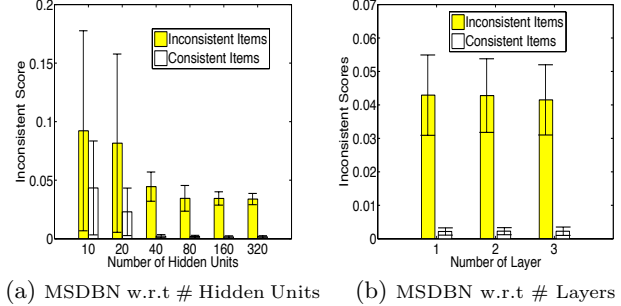 0.2
0.15
0.1
0.05
0
Inconsistent Score
Inconsistent Items
Consistent Items
10 20 40 80 160 320
Number of Hidden Units
(a) MSDBN w.r.t # Hidden Units
0.07
0.06
0.05
0.04
0.03
0.02
0.01
0
Inconsistent Scores
Inconsistent Items
Consistent Items
1 2 3
Number of Layer
(b) MSDBN w.r.t # Layers